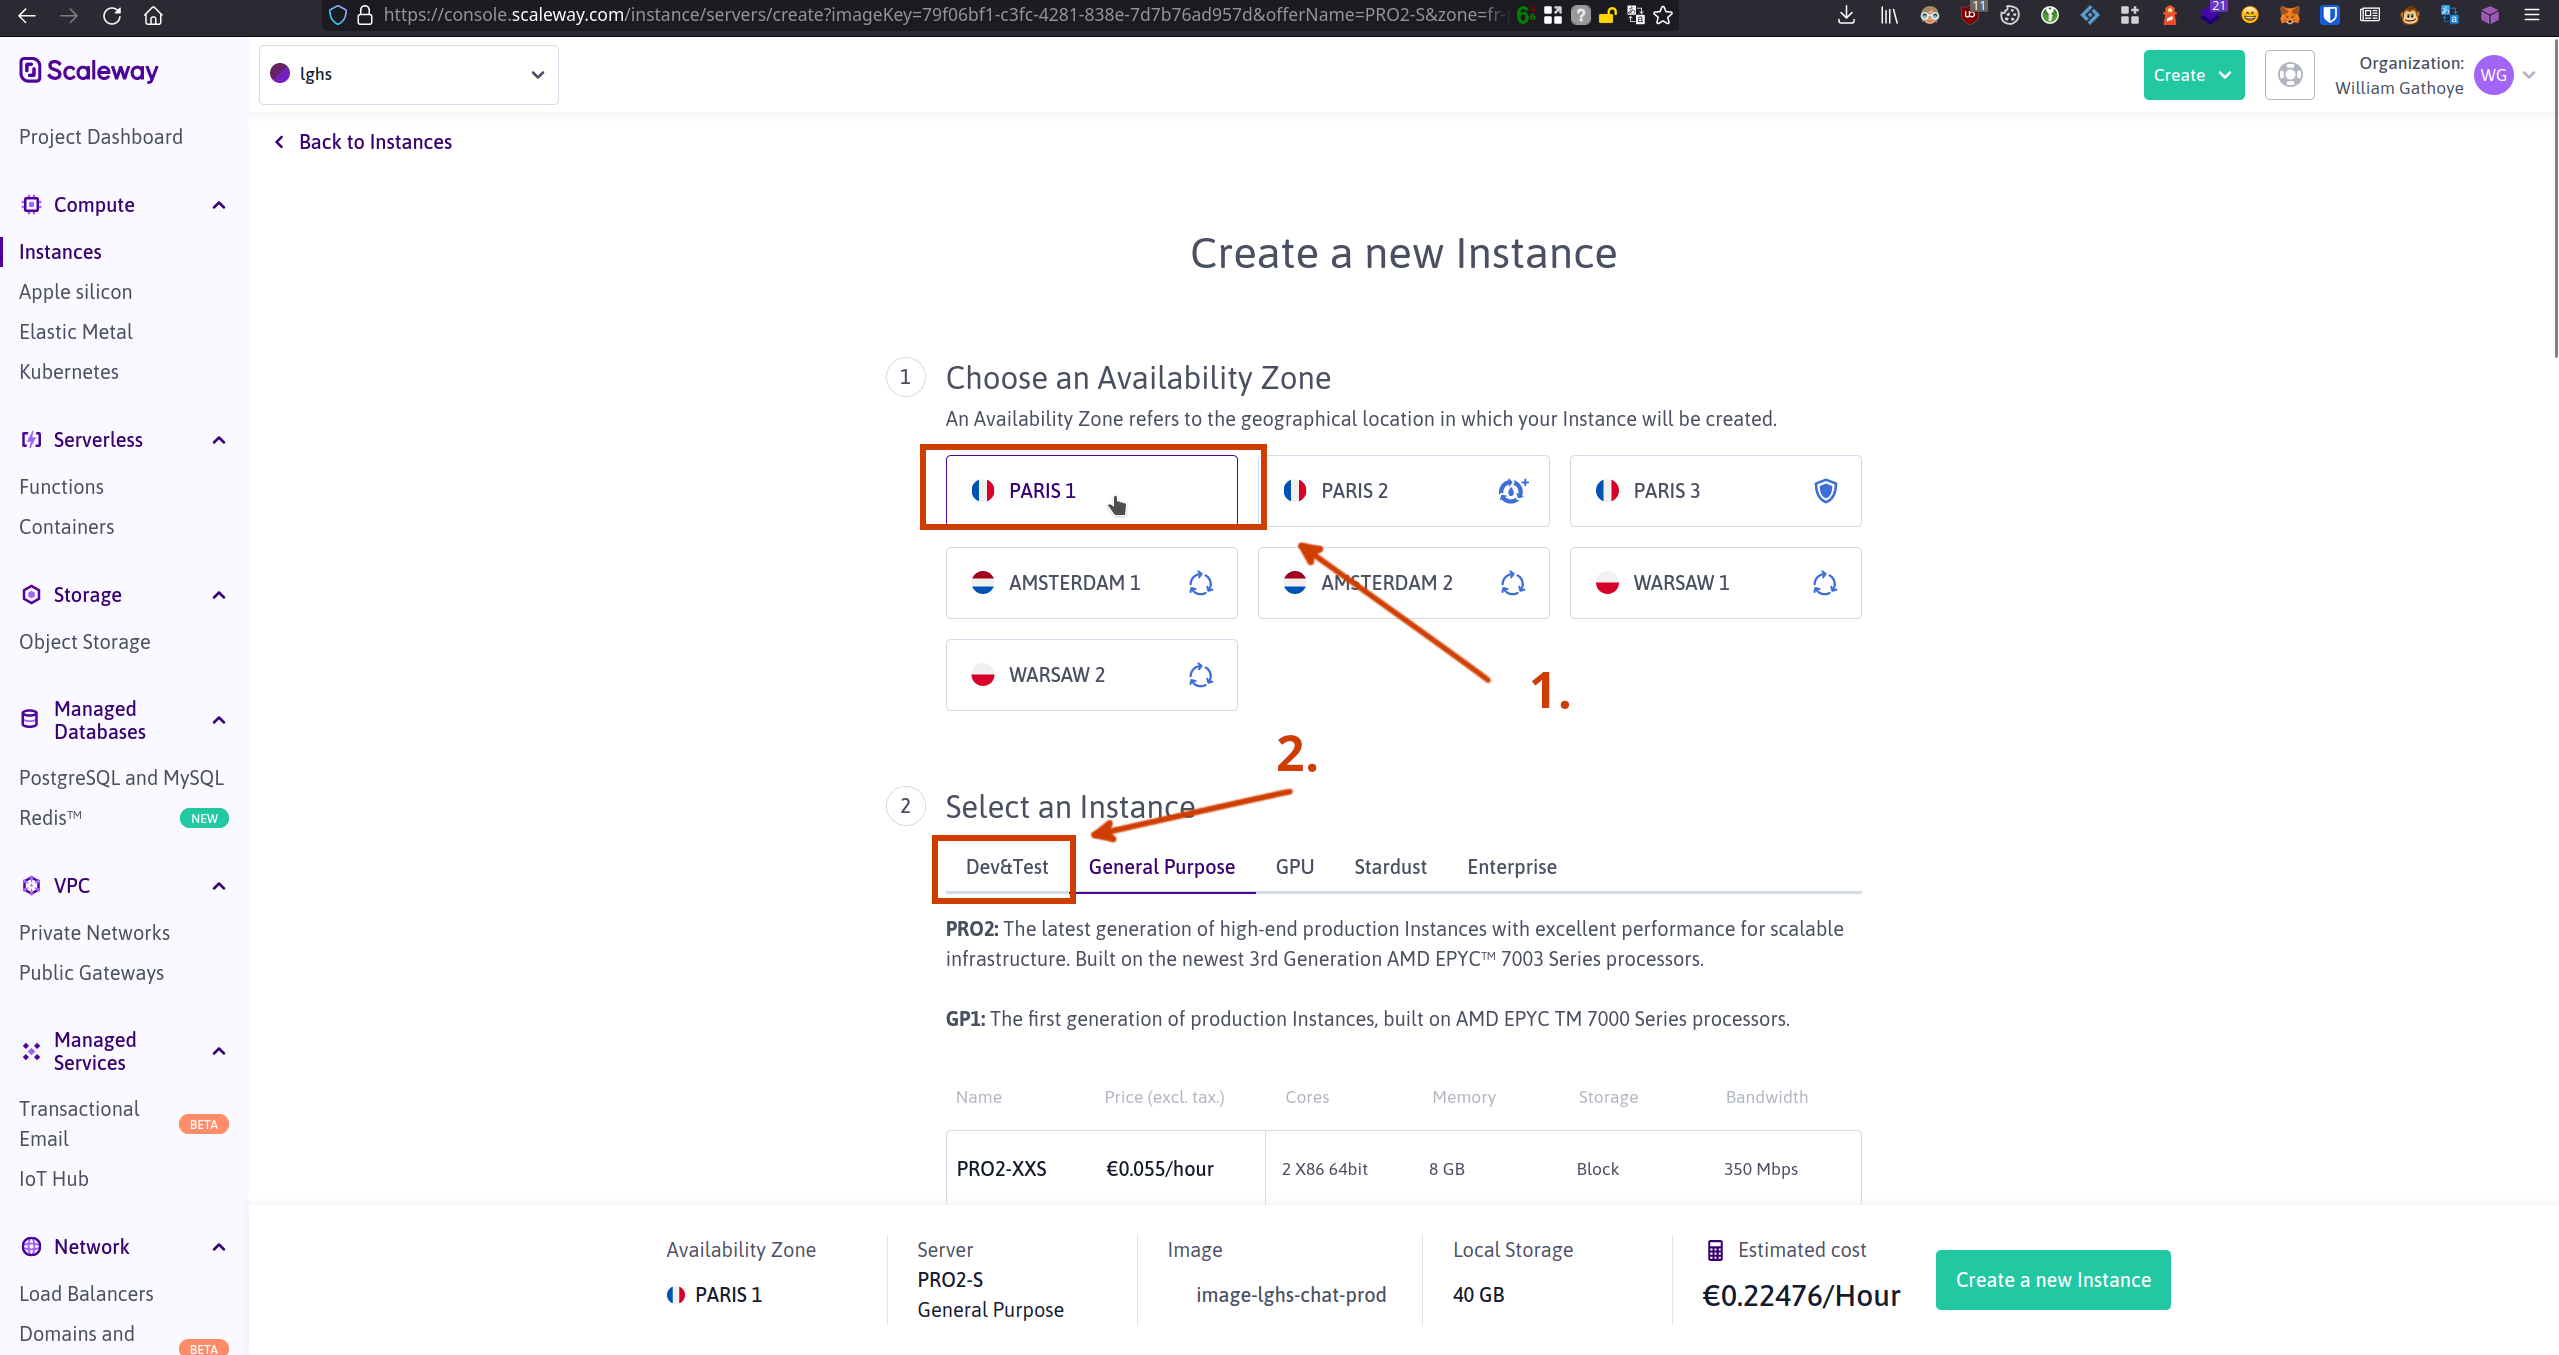 https://console.scaleway.com/instance/servers/create?imageKey=79f06bf1-c3fc-4281-838e-7d7b76ad957d&offerName=PRO2-S&zone=fr-
11
21
Scaleway
lghs
Create
Organization:
William Gathoye
WG
Project Dashboard
Compute
Instances
Apple silicon
Elastic Metal
Kubernetes
Serverless
Functions
Containers
Storage
Object Storage
Managed
Databases
PostgreSQL and MySQL
Redis™
NEW
VPC
Private Networks
Public Gateways
Managed
Services
Transactional
Email
BETA
IoT Hub
Network
Load Balancers
Domains and
BETA
Back to Instances
Create a new Instance
1
Choose an Availability Zone
An Availability Zone refers to the geographical location in which your Instance will be created.
PARIS 1
PARIS 2
PARIS 3
AMSTERDAM 1
AMSTERDAM 2
WARSAW 1
WARSAW 2
1.
2.
2
Select an Instance
Dev&Test
General Purpose
GPU
Stardust
Enterprise
PRO2: The latest generation of high-end production Instances with excellent performance for scalable
infrastructure. Built on the newest 3rd Generation AMD EPYC™ 7003 Series processors.
GP1: The first generation of production Instances, built on AMD EPYC TM 7000 Series processors.
Name Price (excl. tax.) Cores Memory Storage Bandwidth
PRO2-XXS €0.055/hour 2 X86 64bit 8 GB Block 350 Mbps
Availability Zone
PARIS 1
Server
PRO2-S
General Purpose
Image
image-lghs-chat-prod
Local Storage
40 GB
Estimated cost
€0.22476/Hour
Create a new Instance